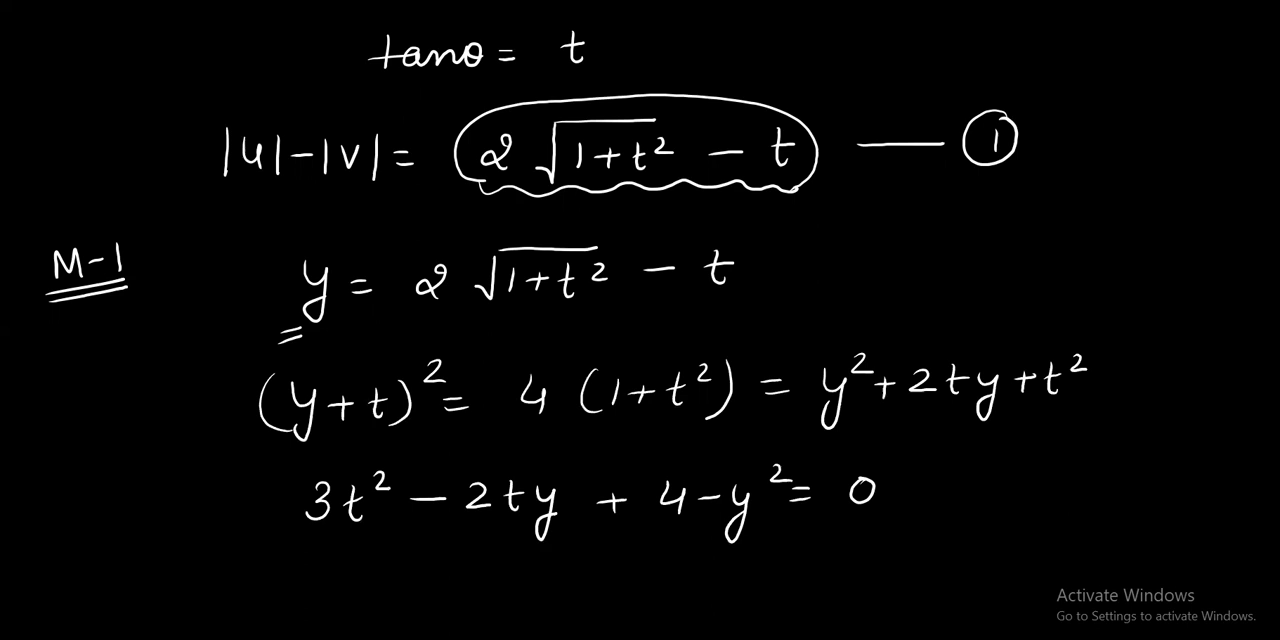 tanθ = t
|u| - |v| = 2 √1+t² - t —— ①
M-1
y = 2 √1+t² - t
(y+t)² = 4 (1+t²) = y² + 2ty + t²
3t² - 2ty + 4 - y² = 0
Activate Windows
Go to Settings to activate Windows.